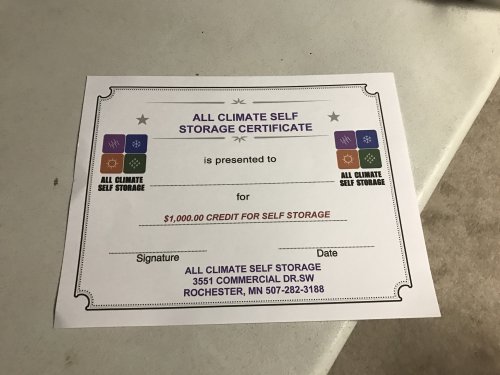 ALL CLIMATE SELF
STORAGE CERTIFICATE
ALL CLIMATE
SELF STORAGE
ALL CLIMATE
SELF STORAGE
is presented to
for
$1,000.00 CREDIT FOR SELF STORAGE
Signature
Date
ALL CLIMATE SELF STORAGE
3551 COMMERCIAL DR.SW
ROCHESTER, MN 507-282-3188